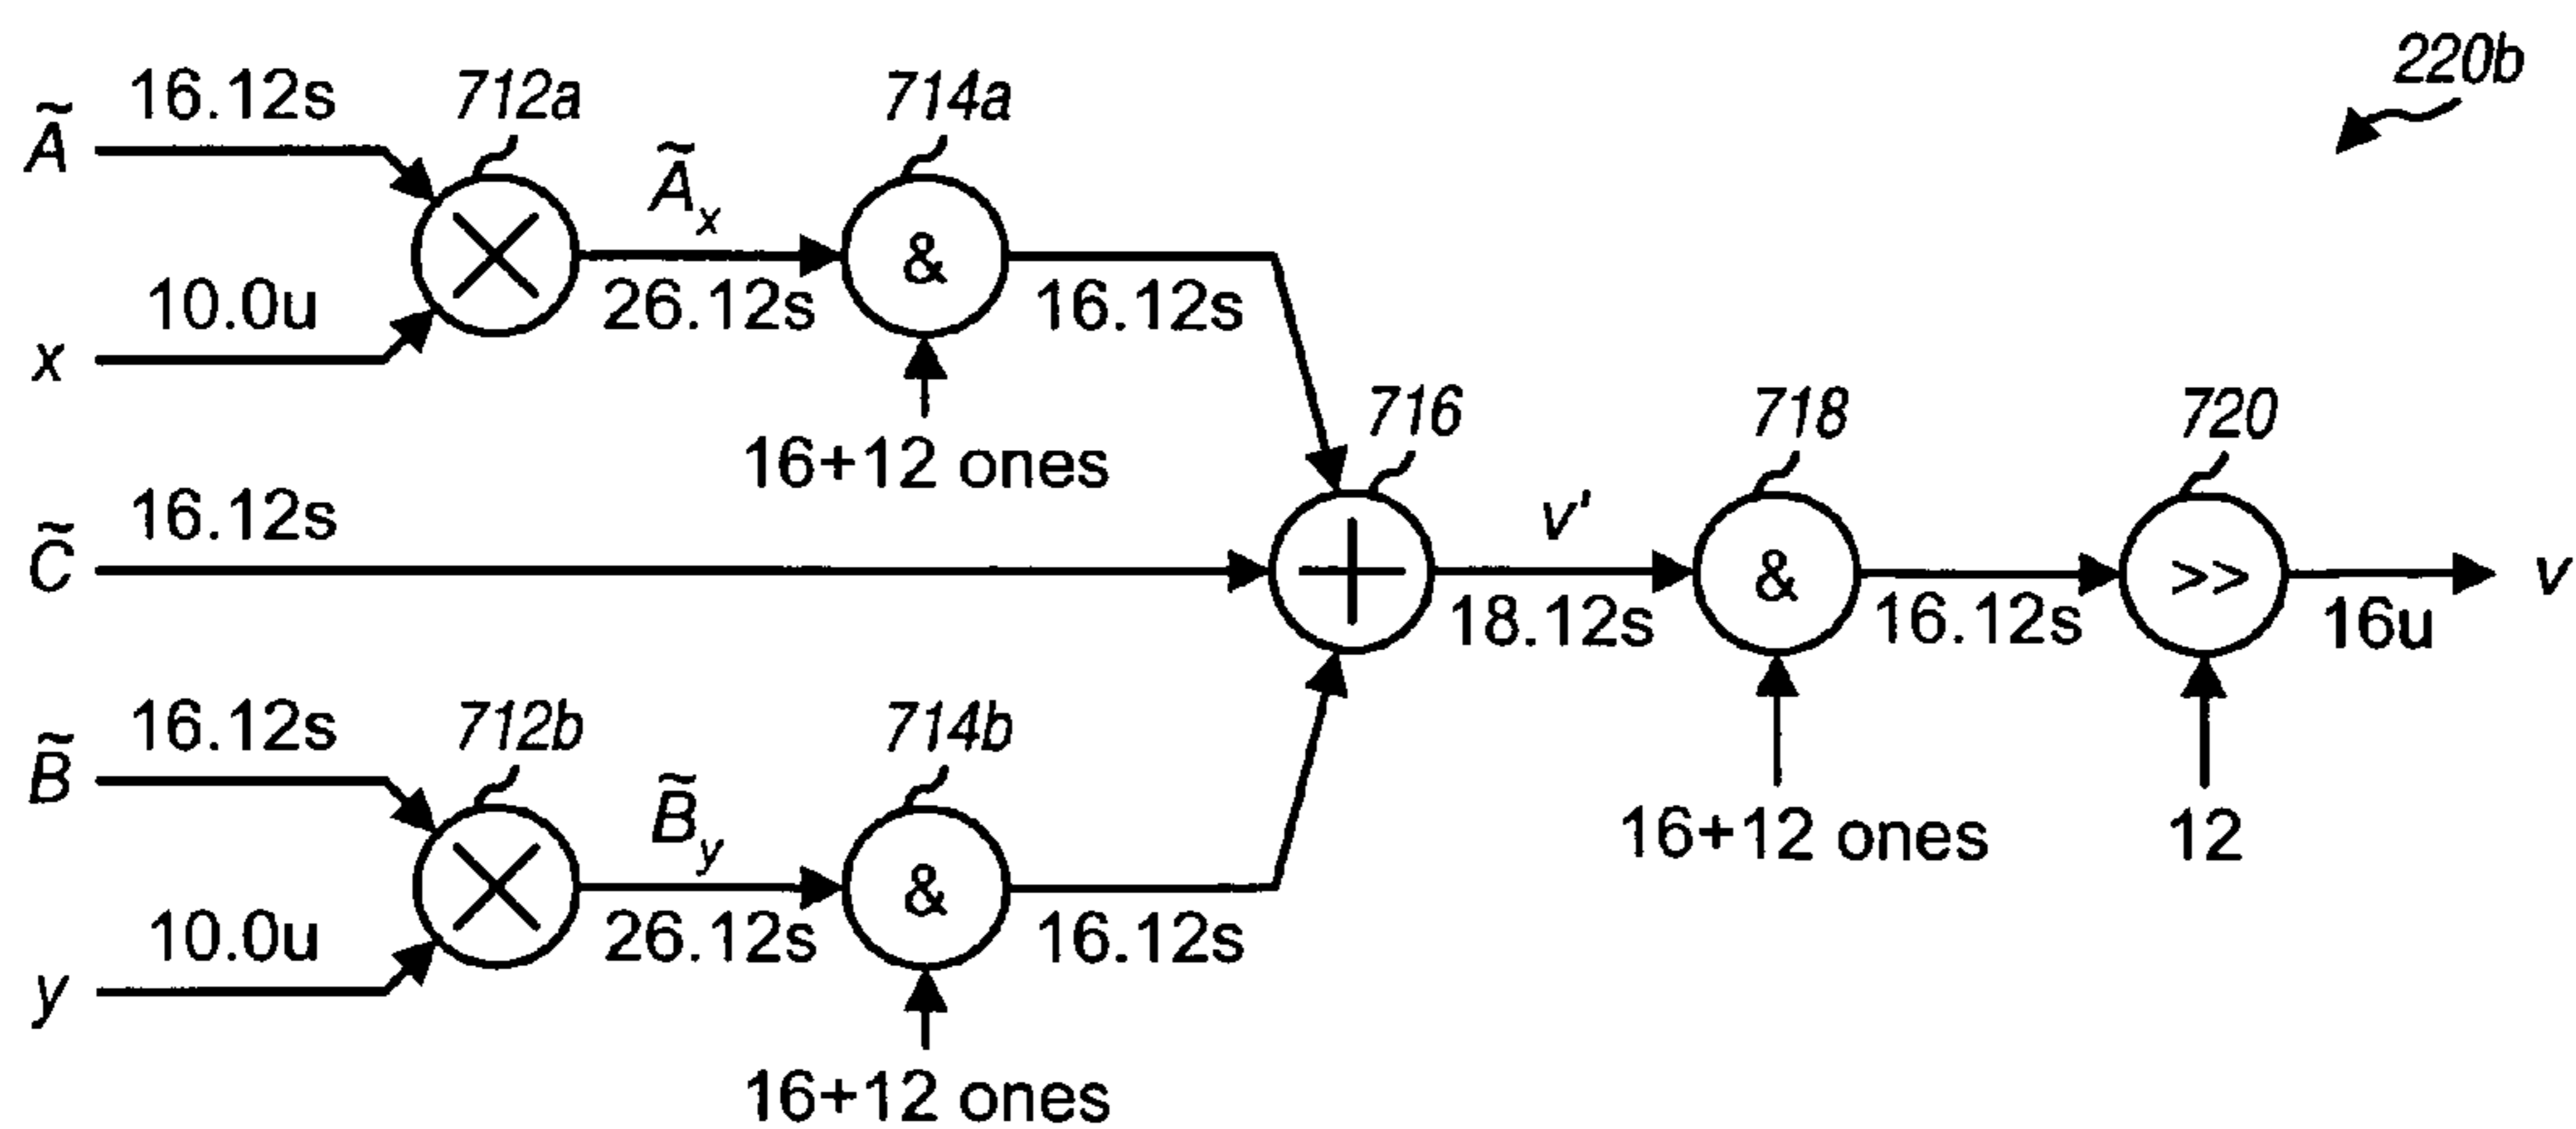 220b
Ã 16.12s 712a 714a
Ãx
x 10.0u 26.12s & 16.12s
16+12 ones
716 718 720
C̃ 16.12s v' & >> v
18.12s 16.12s 16u
16+12 ones 12
B̃ 16.12s 712b 714b
B̃y
y 10.0u 26.12s & 16.12s
16+12 ones